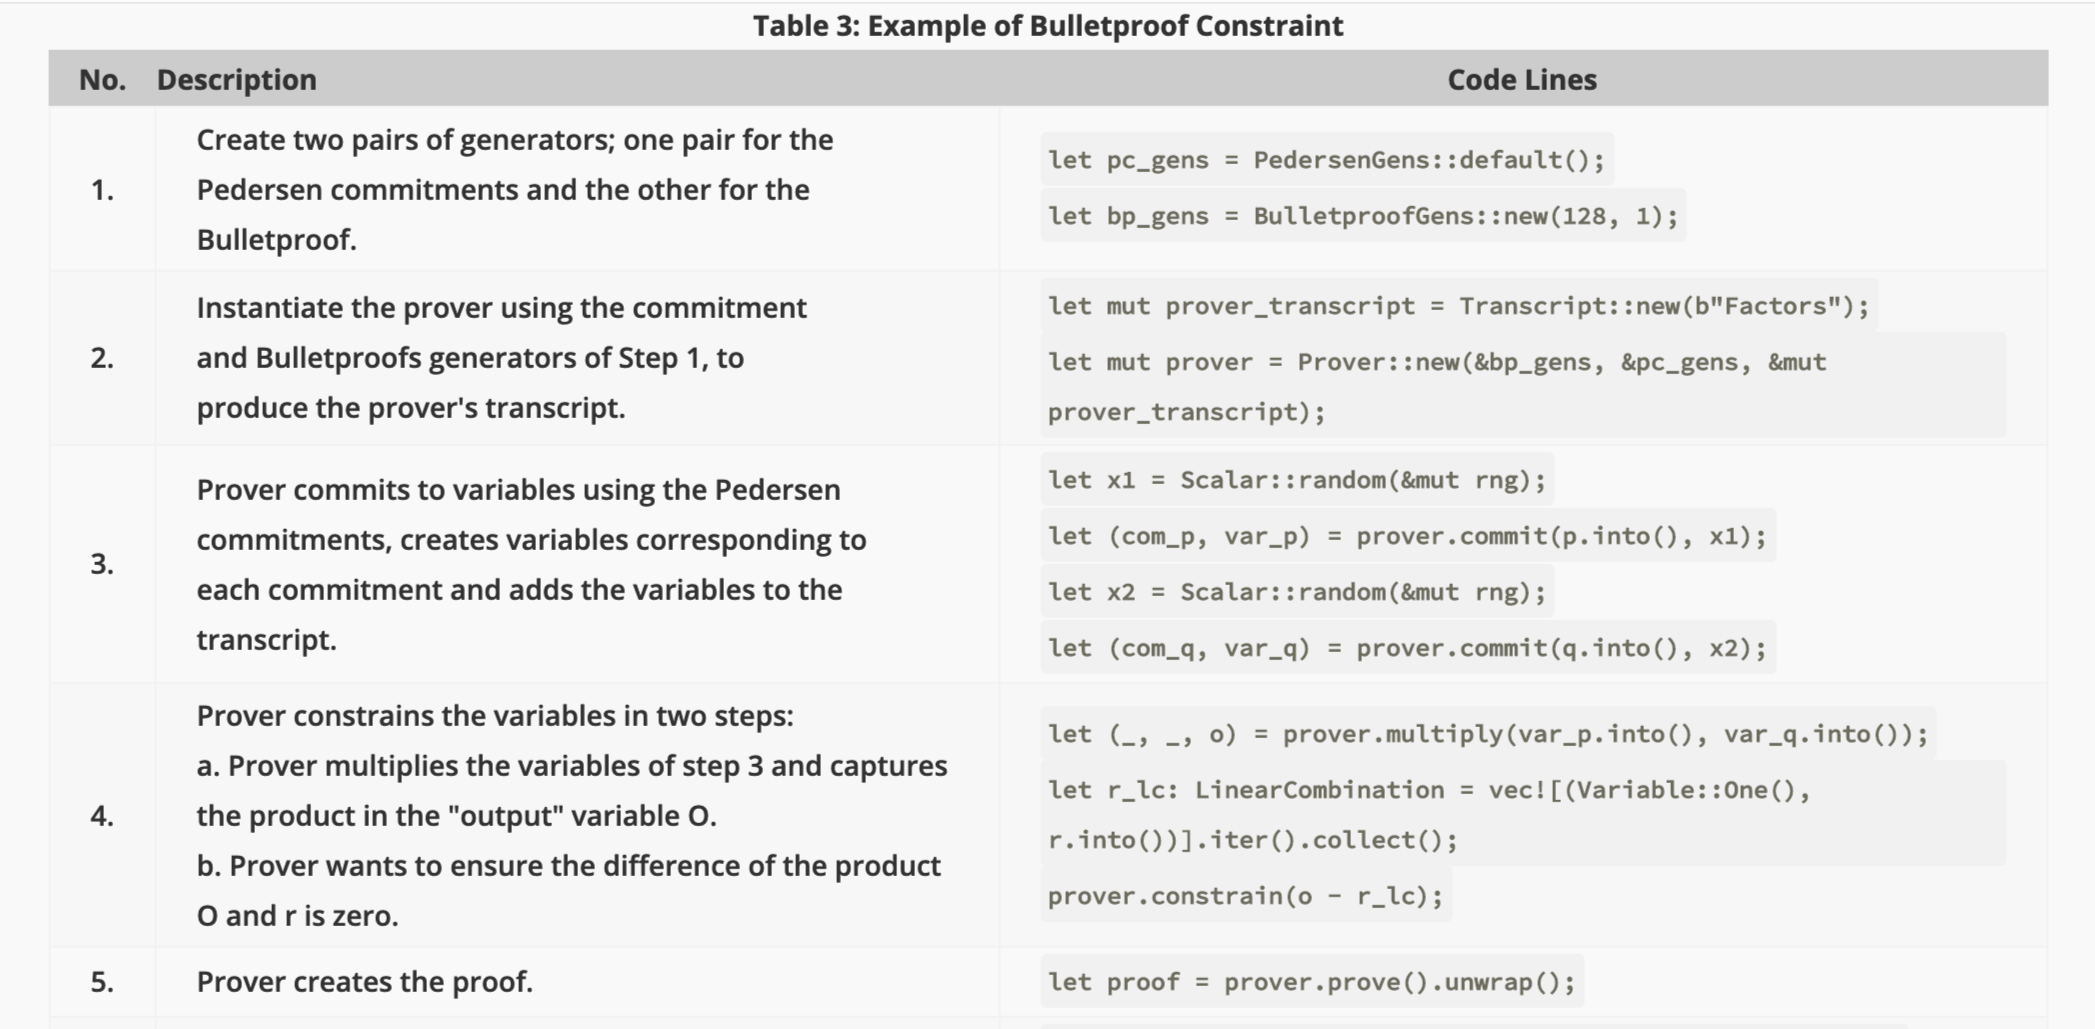 Table 3: Example of Bulletproof Constraint
No. Description Code Lines
1.
Create two pairs of generators; one pair for the
Pedersen commitments and the other for the
Bulletproof.
let pc_gens = PedersenGens::default();
let bp_gens = BulletproofGens::new(128, 1);
2.
Instantiate the prover using the commitment
and Bulletproofs generators of Step 1, to
produce the prover's transcript.
let mut prover_transcript = Transcript::new(b"Factors");
let mut prover = Prover::new(&bp_gens, &pc_gens, &mut
prover_transcript);
3.
Prover commits to variables using the Pedersen
commitments, creates variables corresponding to
each commitment and adds the variables to the
transcript.
let x1 = Scalar::random(&mut rng);
let (com_p, var_p) = prover.commit(p.into(), x1);
let x2 = Scalar::random(&mut rng);
let (com_q, var_q) = prover.commit(q.into(), x2);
4.
Prover constrains the variables in two steps:
a. Prover multiplies the variables of step 3 and captures
the product in the "output" variable O.
b. Prover wants to ensure the difference of the product
O and r is zero.
let (_, _, o) = prover.multiply(var_p.into(), var_q.into());
let r_lc: LinearCombination = vec![(Variable::One(),
r.into())].iter().collect();
prover.constrain(o - r_lc);
5.
Prover creates the proof.
let proof = prover.prove().unwrap();